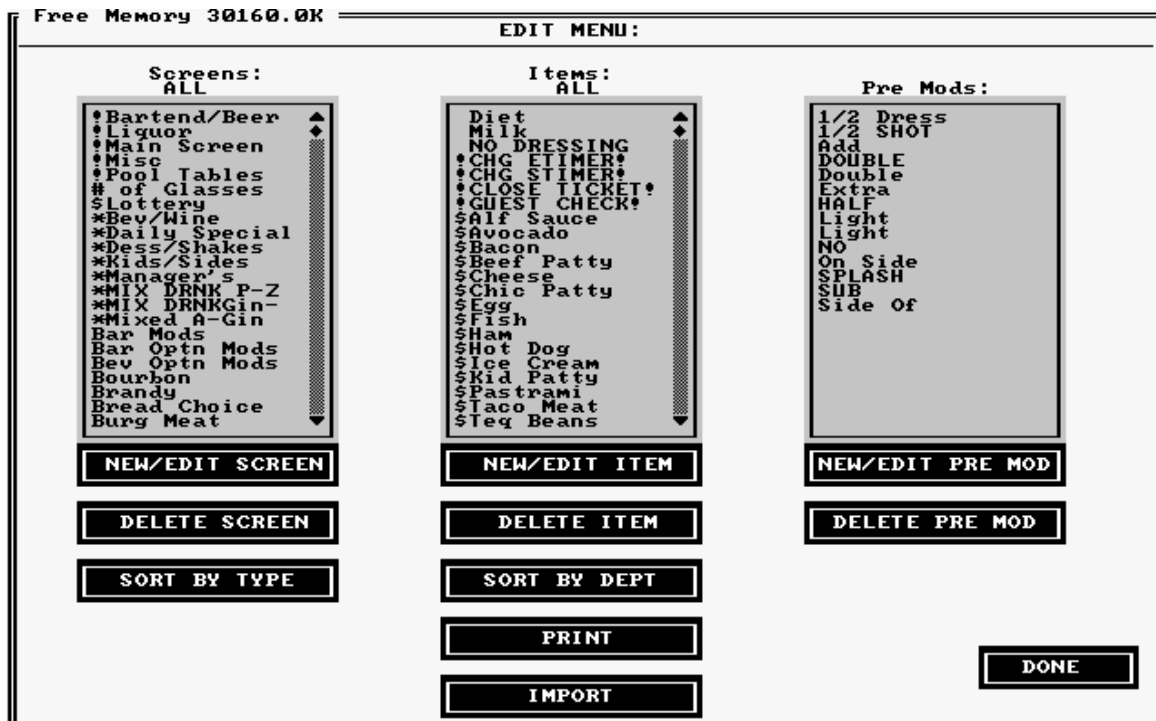 Free Memory 30160.0K
EDIT MENU:
Screens:
ALL
!Bartend/Beer
!Liquor
!Main Screen
!Misc
!Pool Tables
# of Glasses
$Lottery
*Bev/Wine
*Daily Special
*Dess/Shakes
*Kids/Sides
*Manager's
*MIX DRNK P-Z
*MIX DRNKGin-
*Mixed A-Gin
Bar Mods
Bar Optn Mods
Bev Optn Mods
Bourbon
Brandy
Bread Choice
Burg Meat
NEW/EDIT SCREEN
DELETE SCREEN
SORT BY TYPE
Items:
ALL
Diet
Milk
NO DRESSING
!CHG ETIMER!
!CHG STIMER!
!CLOSE TICKET!
!GUEST CHECK!
$Alf Sauce
$Avocado
$Bacon
$Beef Patty
$Cheese
$Chic Patty
$Egg
$Fish
$Ham
$Hot Dog
$Ice Cream
$Kid Patty
$Pastrami
$Taco Meat
$Teq Beans
NEW/EDIT ITEM
DELETE ITEM
SORT BY DEPT
PRINT
IMPORT
Pre Mods:
1/2 Dress
1/2 SHOT
Add
DOUBLE
Double
Extra
HALF
Light
Light
NO
On Side
SPLASH
SUB
Side Of
NEW/EDIT PRE MOD
DELETE PRE MOD
DONE